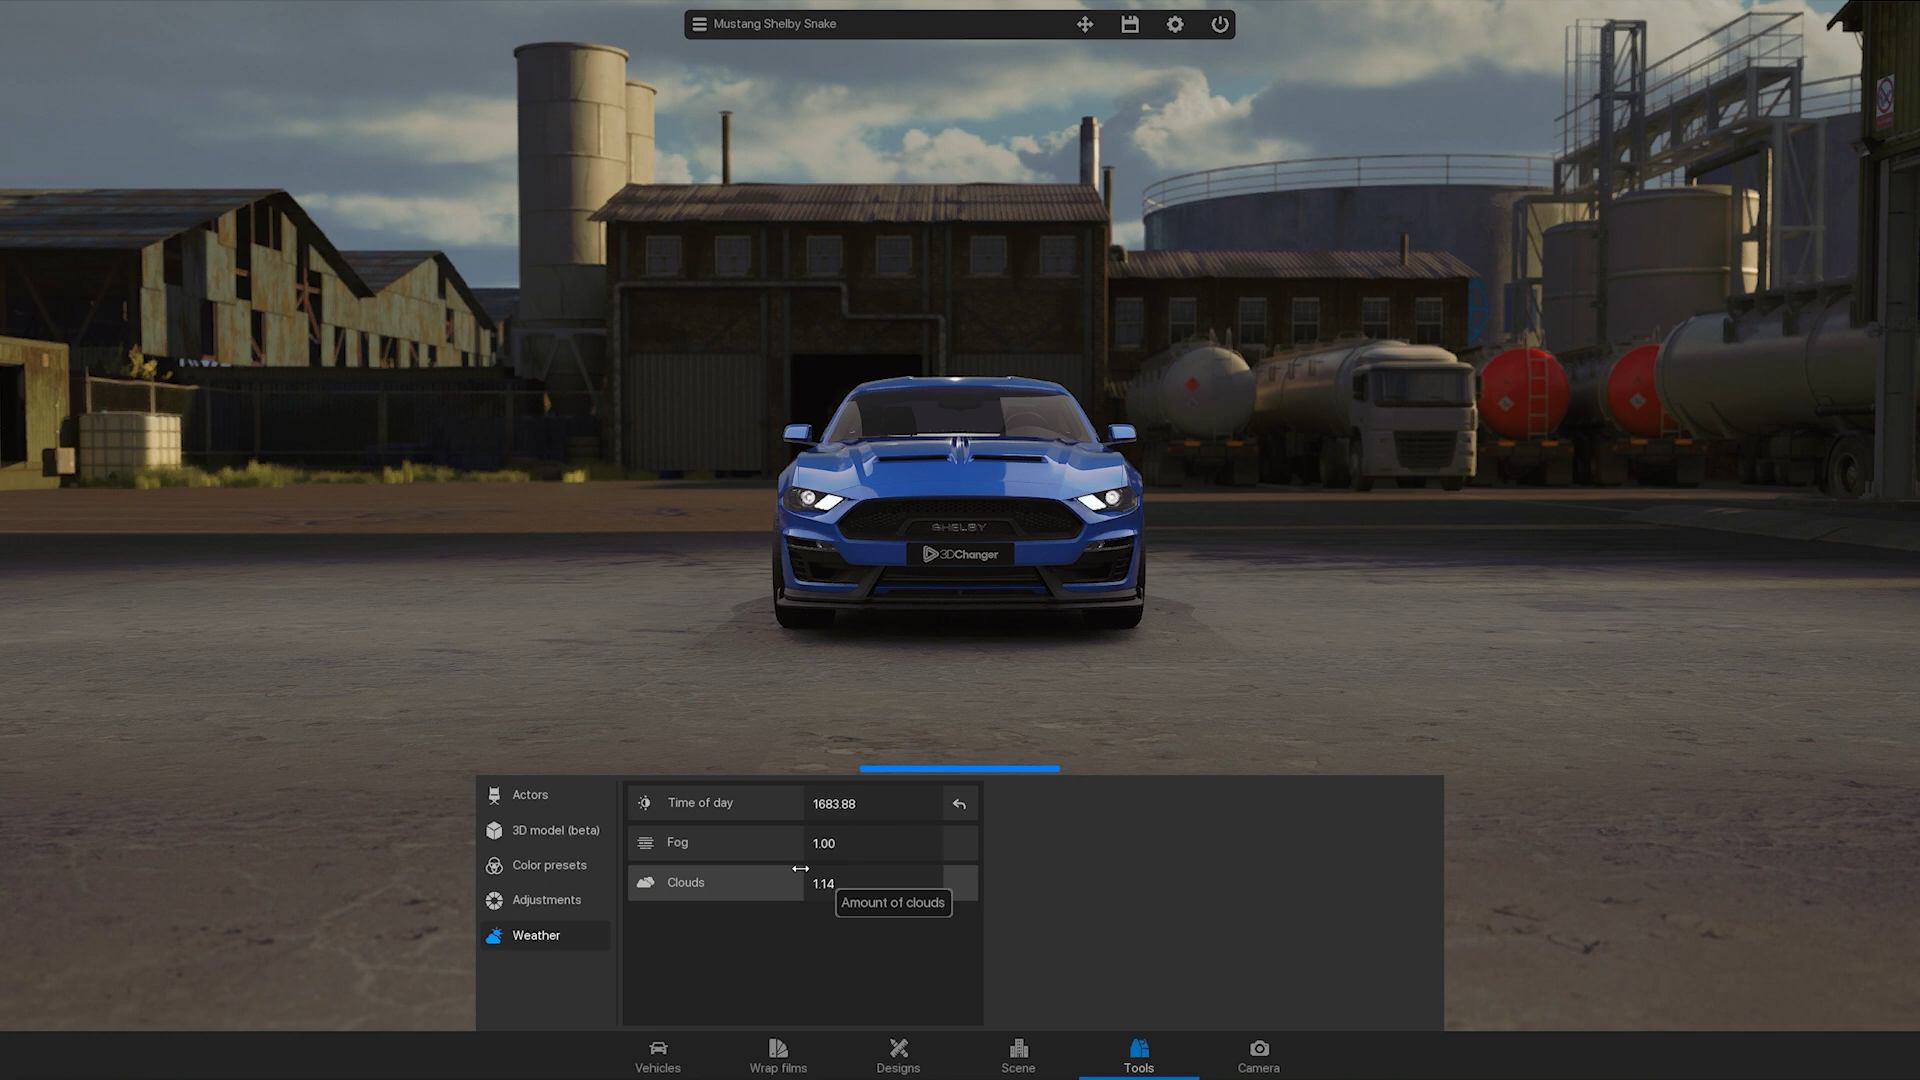 Mustang Shelby Snake
SHELBY
3DChanger
Actors
3D model (beta)
Color presets
Adjustments
Weather
Time of day 1683.88
Fog 1.00
Clouds 1.14
Amount of clouds
Vehicles
Wrap films
Designs
Scene
Tools
Camera